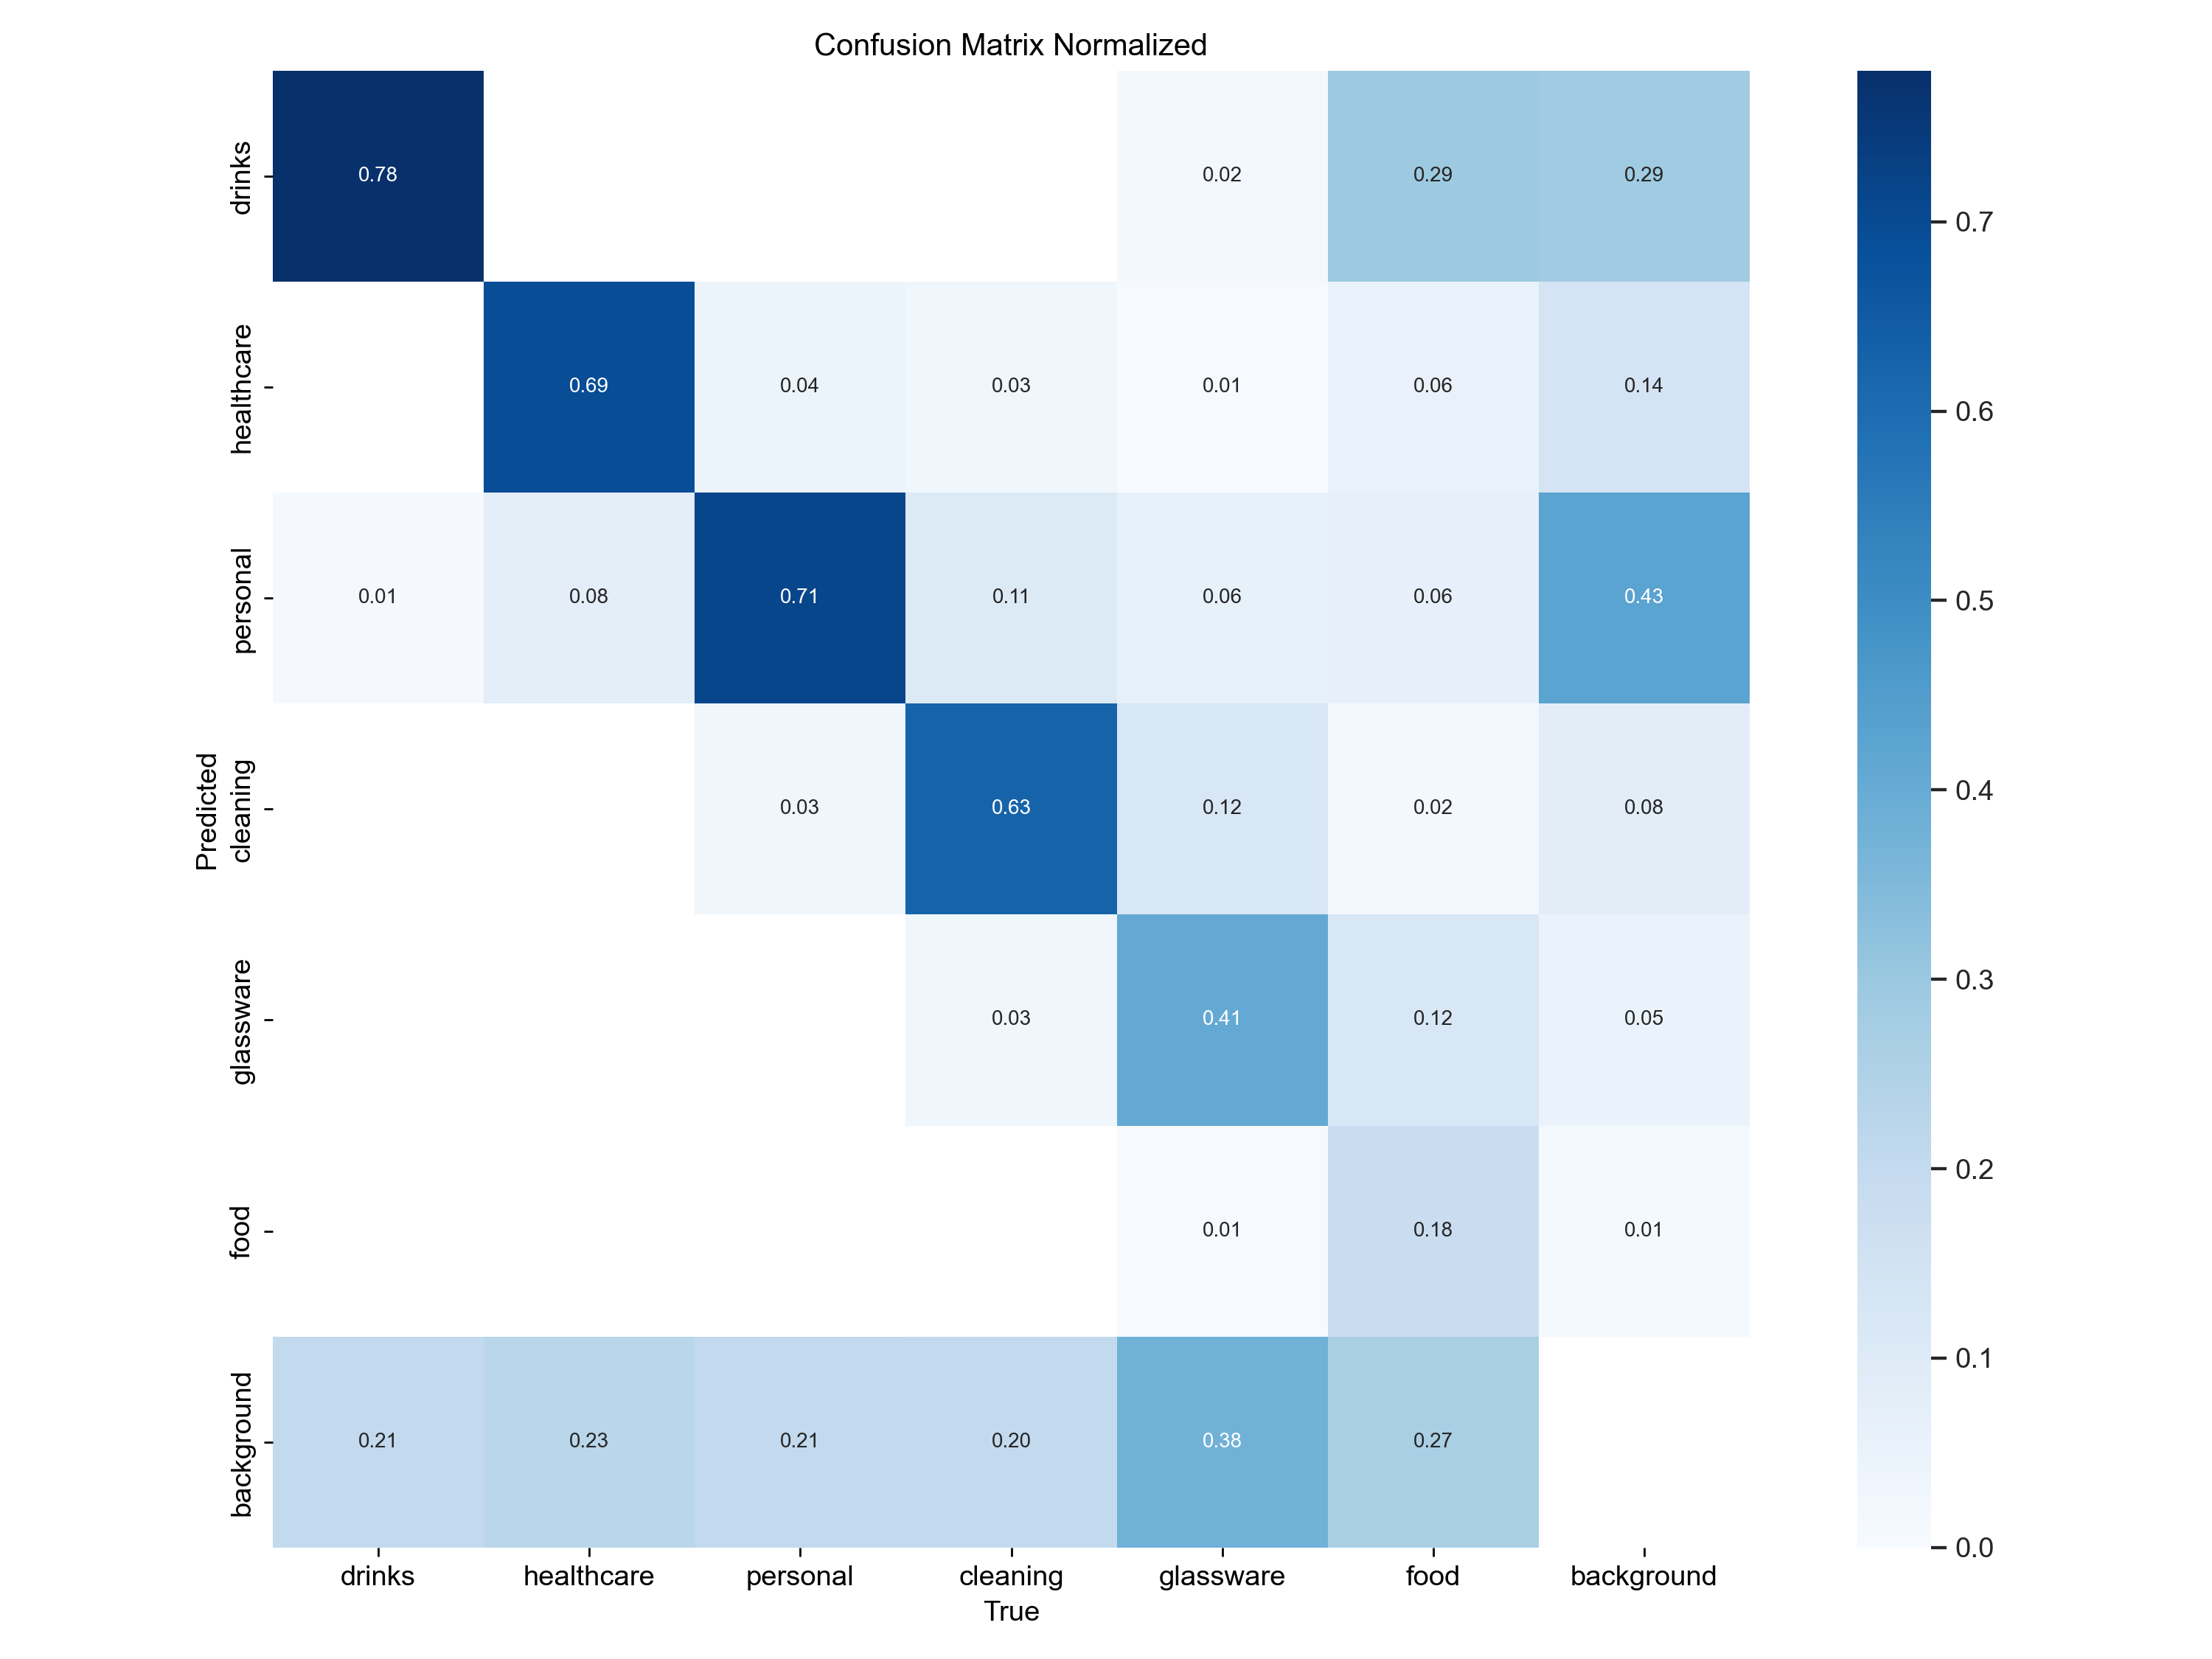 Confusion Matrix Normalized
drinks
0.78
0.02
0.29
0.29
healthcare
0.69
0.04
0.03
0.01
0.06
0.14
personal
0.01
0.08
0.71
0.11
0.06
0.06
0.43
Predicted
cleaning
0.03
0.63
0.12
0.02
0.08
glassware
0.03
0.41
0.12
0.05
food
0.01
0.18
0.01
background
0.21
0.23
0.21
0.20
0.38
0.27
drinks
healthcare
personal
cleaning
glassware
food
background
True
0.7
0.6
0.5
0.4
0.3
0.2
0.1
0.0